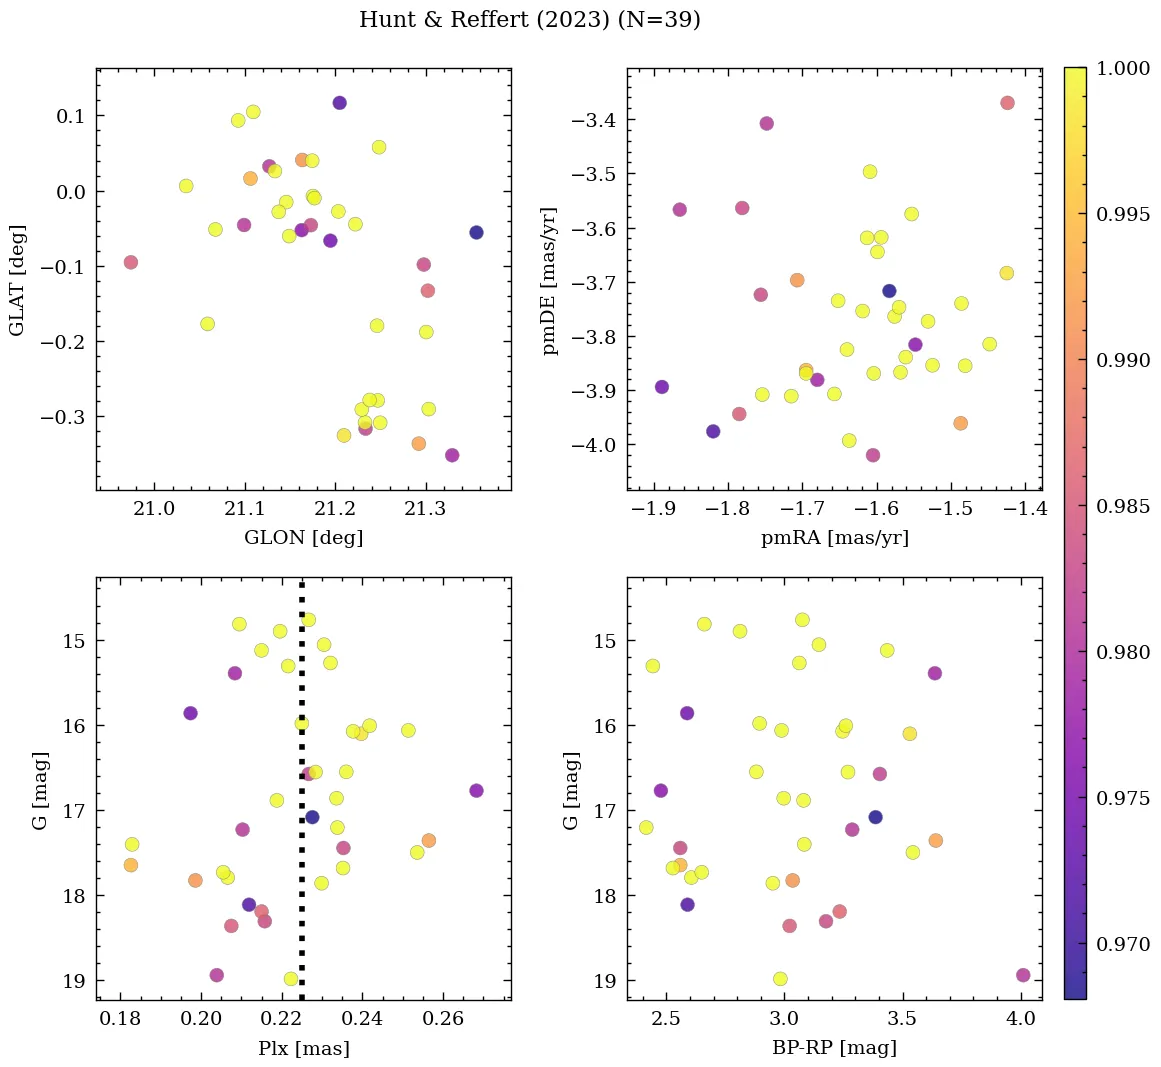 Hunt & Reffert (2023) (N=39)
0.1
0.0
−0.1
−0.2
−0.3
GLAT [deg]
21.0 21.1 21.2 21.3
GLON [deg]
−3.4
−3.5
−3.6
−3.7
−3.8
−3.9
−4.0
pmDE [mas/yr]
−1.9 −1.8 −1.7 −1.6 −1.5 −1.4
pmRA [mas/yr]
15
16
17
18
19
G [mag]
0.18 0.20 0.22 0.24 0.26
Plx [mas]
15
16
17
18
19
G [mag]
2.5 3.0 3.5 4.0
BP-RP [mag]
1.000
0.995
0.990
0.985
0.980
0.975
0.970